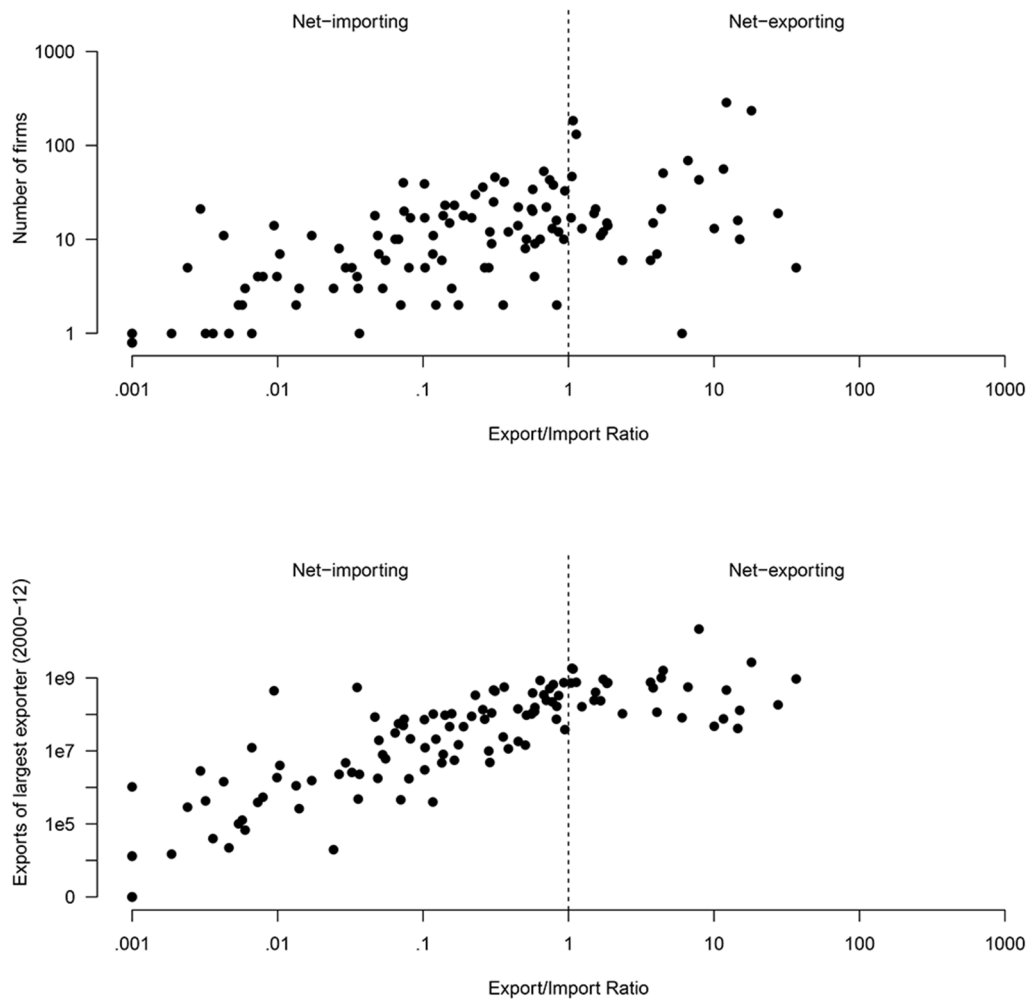 Net−importing Net−exporting
1000
100
10
1
Number of firms
.001 .01 .1 1 10 100 1000
Export/Import Ratio
Net−importing Net−exporting
1e9
1e7
1e5
0
Exports of largest exporter (2000−12)
.001 .01 .1 1 10 100 1000
Export/Import Ratio